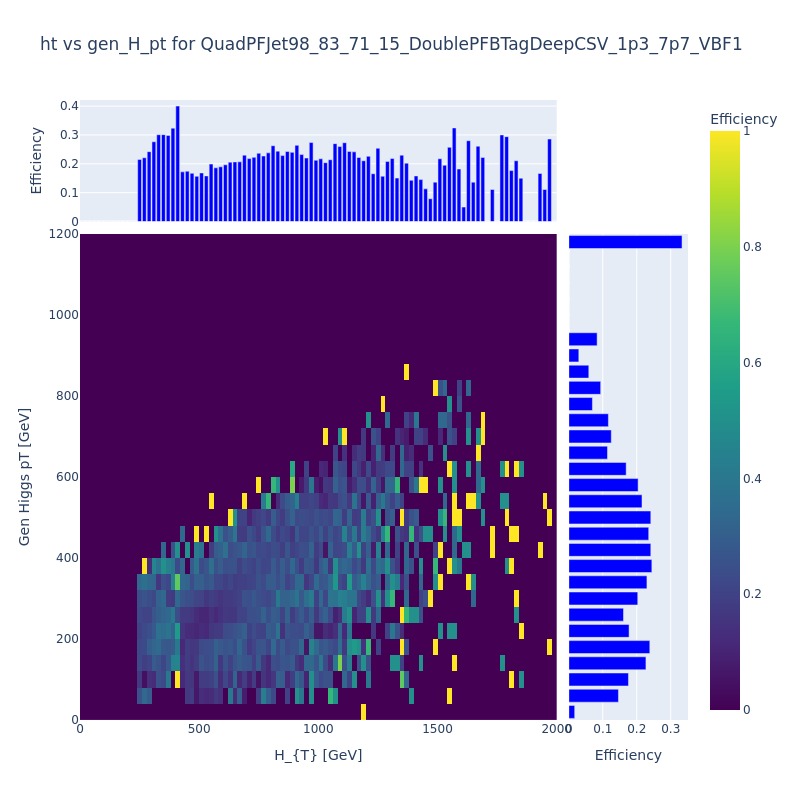 ht vs gen_H_pt for QuadPFJet98_83_71_15_DoublePFBTagDeepCSV_1p3_7p7_VBF1
Efficiency
0.4
0.3
0.2
0.1
0
Efficiency
1
0.8
0.6
0.4
0.2
0
Gen Higgs pT [GeV]
1200
1000
800
600
400
200
0
0 500 1000 1500 2000
H_{T} [GeV]
0 0.1 0.2 0.3
Efficiency